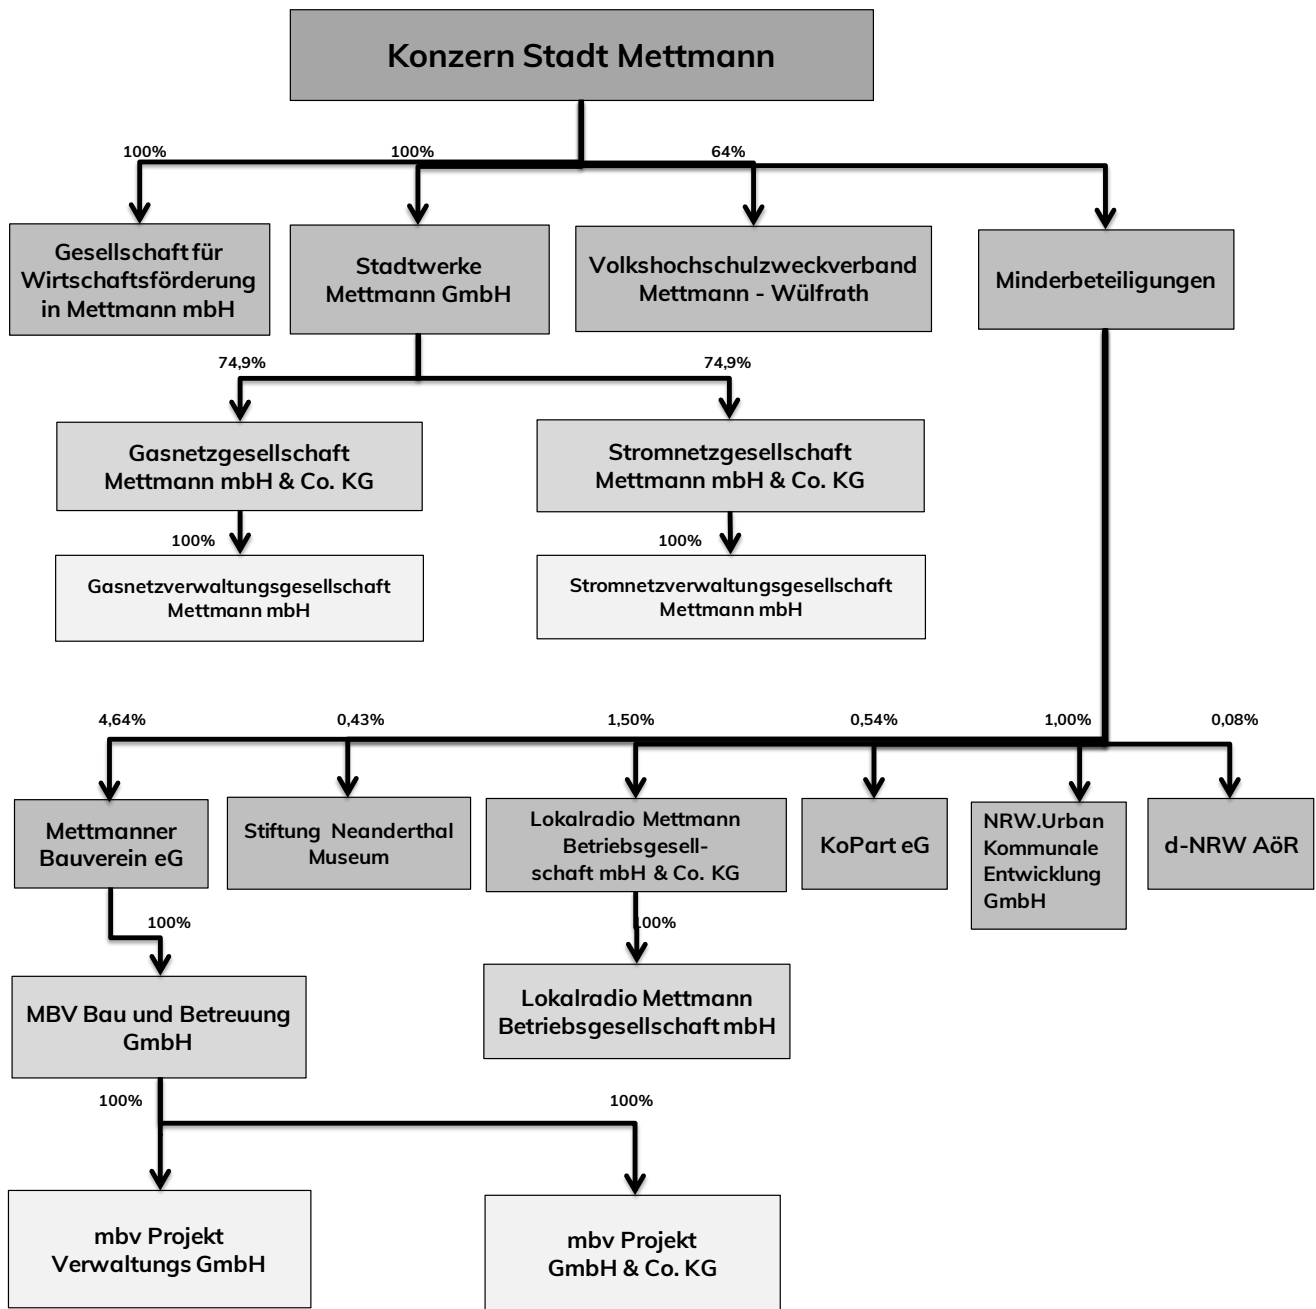 Konzern Stadt Mettmann
100%
100%
64%
Gesellschaft für
Wirtschaftsförderung
in Mettmann mbH
Stadtwerke
Mettmann GmbH
Volkshochschulzweckverband
Mettmann - Wülfrath
Minderbeteiligungen
74,9%
74,9%
Gasnetzgesellschaft
Mettmann mbH & Co. KG
Stromnetzgesellschaft
Mettmann mbH & Co. KG
100%
100%
Gasnetzverwaltungsgesellschaft
Mettmann mbH
Stromnetzverwaltungsgesellschaft
Mettmann mbH
4,64%
0,43%
1,50%
0,54%
1,00%
0,08%
Mettmanner
Bauverein eG
Stiftung Neanderthal
Museum
Lokalradio Mettmann
Betriebsgesell-
schaft mbH & Co. KG
KoPart eG
NRW.Urban
Kommunale
Entwicklung
GmbH
d-NRW AöR
100%
100%
MBV Bau und Betreuung
GmbH
Lokalradio Mettmann
Betriebsgesellschaft mbH
100%
100%
mbv Projekt
Verwaltungs GmbH
mbv Projekt
GmbH & Co. KG